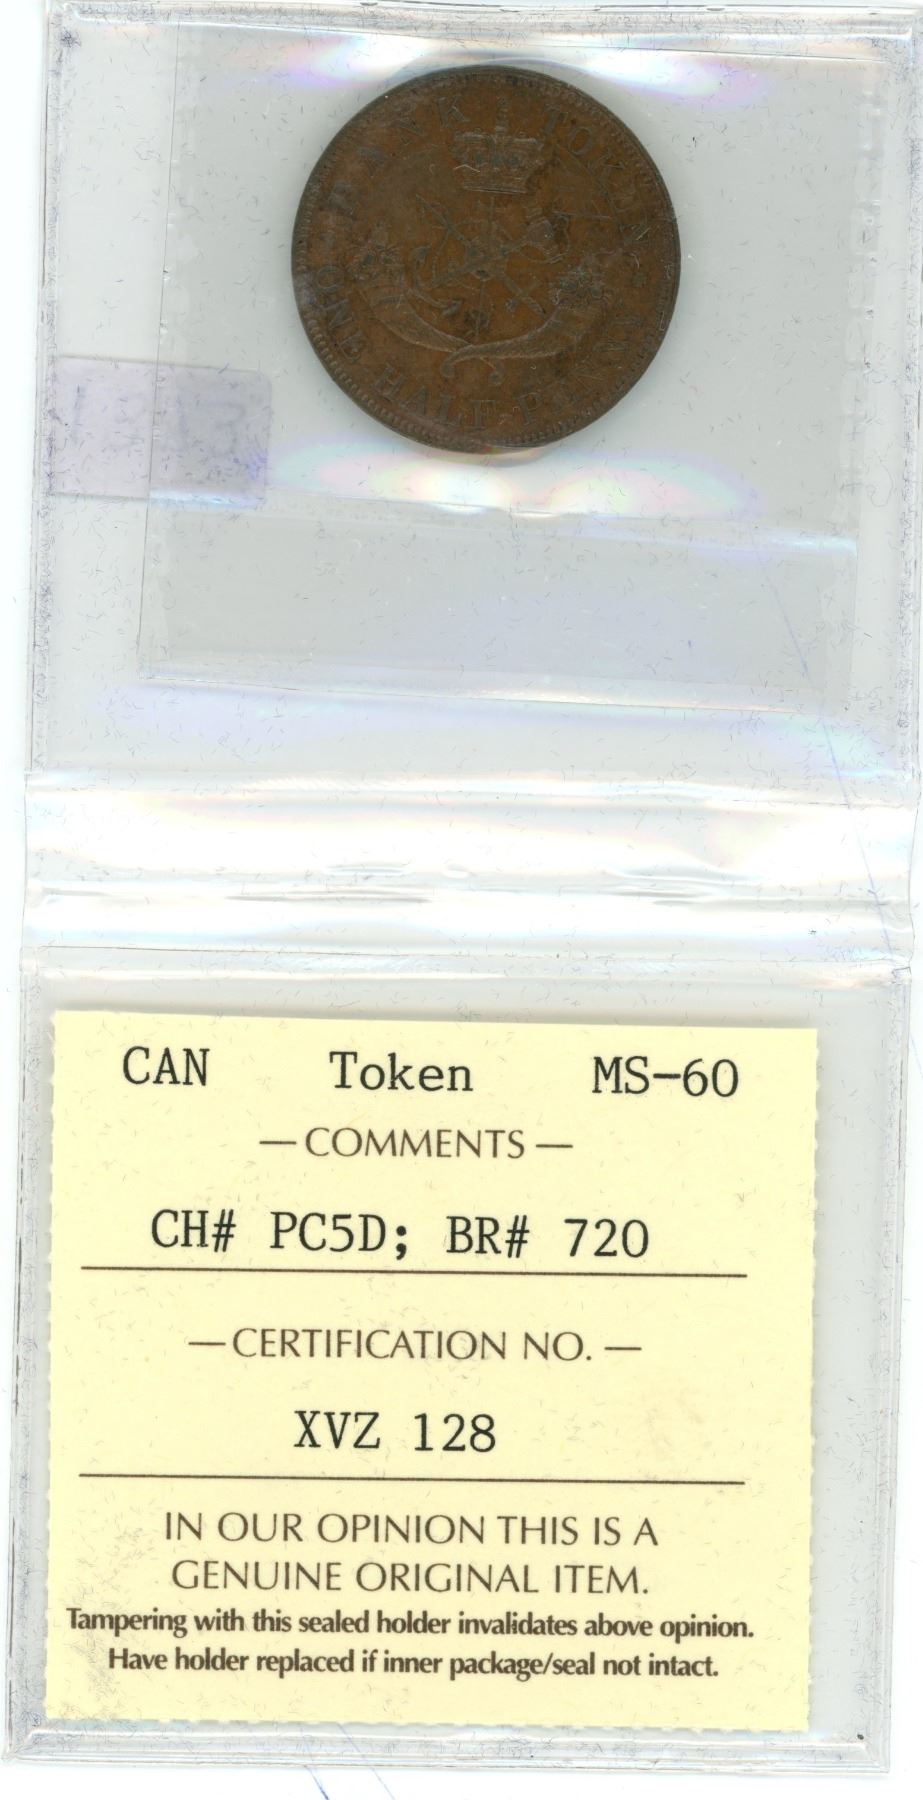 BANK TOKEN
ONE HALF PENNY
CAN Token MS-60
— COMMENTS —
CH# PC5D; BR# 720
— CERTIFICATION NO. —
XVZ 128
IN OUR OPINION THIS IS A
GENUINE ORIGINAL ITEM.
Tampering with this sealed holder invalidates above opinion.
Have holder replaced if inner package/seal not intact.